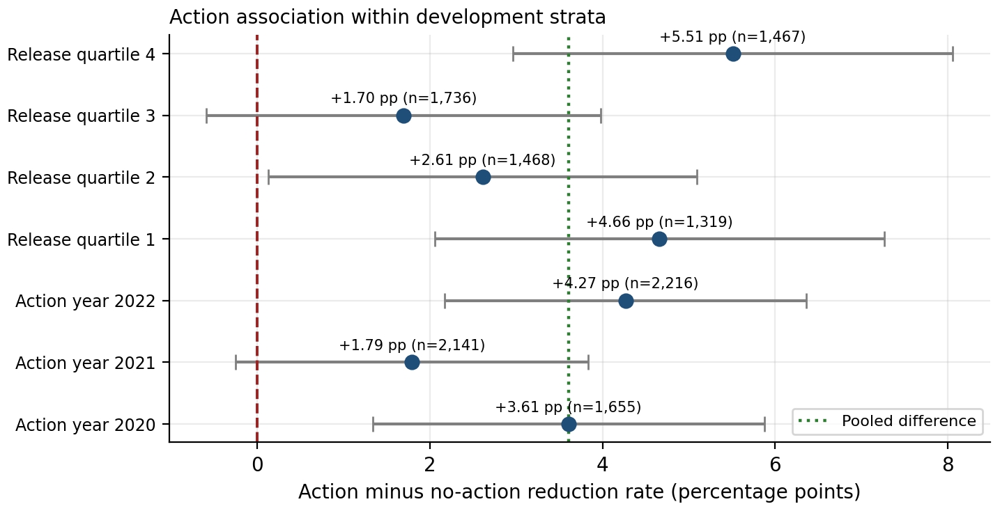 Action association within development strata
Release quartile 4
+5.51 pp (n=1,467)
Release quartile 3
+1.70 pp (n=1,736)
Release quartile 2
+2.61 pp (n=1,468)
Release quartile 1
+4.66 pp (n=1,319)
Action year 2022
+4.27 pp (n=2,216)
Action year 2021
+1.79 pp (n=2,141)
Action year 2020
+3.61 pp (n=1,655)
Pooled difference
0 2 4 6 8
Action minus no-action reduction rate (percentage points)